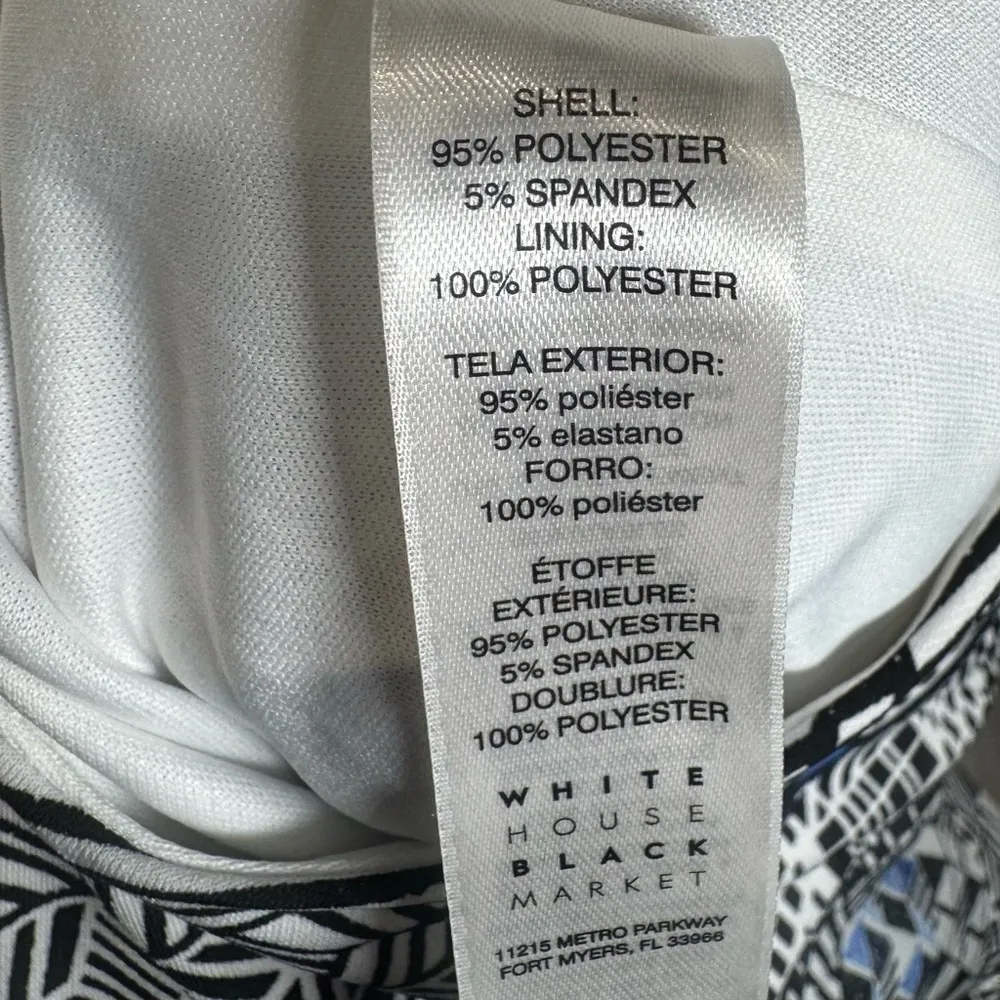 SHELL:
95% POLYESTER
5% SPANDEX
LINING:
100% POLYESTER
TELA EXTERIOR:
95% poliéster
5% elastano
FORRO:
100% poliéster
ÉTOFFE
EXTÉRIEURE:
95% POLYESTER
5% SPANDEX
DOUBLURE:
100% POLYESTER
WHITE
HOUSE
BLACK
MARKET
11215 METRO PARKWAY
FORT MYERS, FL 33966